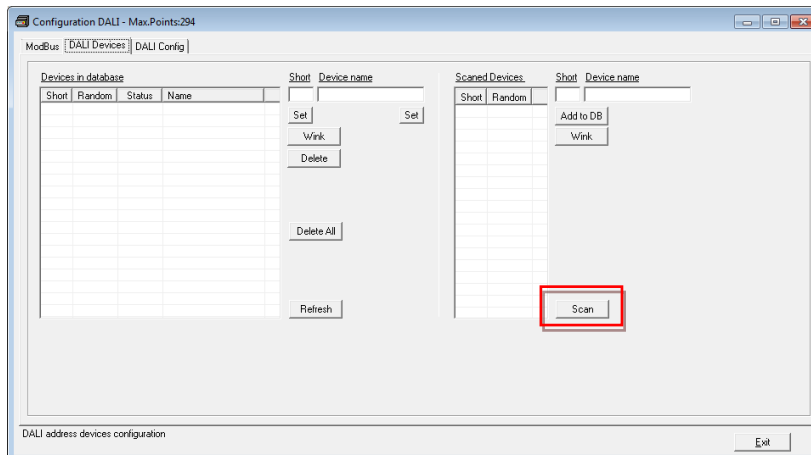 Configuration DALI - Max.Points:294
ModBus DALI Devices DALI Config
Devices in database Short Device name Scaned Devices Short Device name
Short Random Status Name Short Random
Set Set Add to DB
Wink Wink
Delete
Delete All
Refresh Scan
DALI address devices configuration
Exit